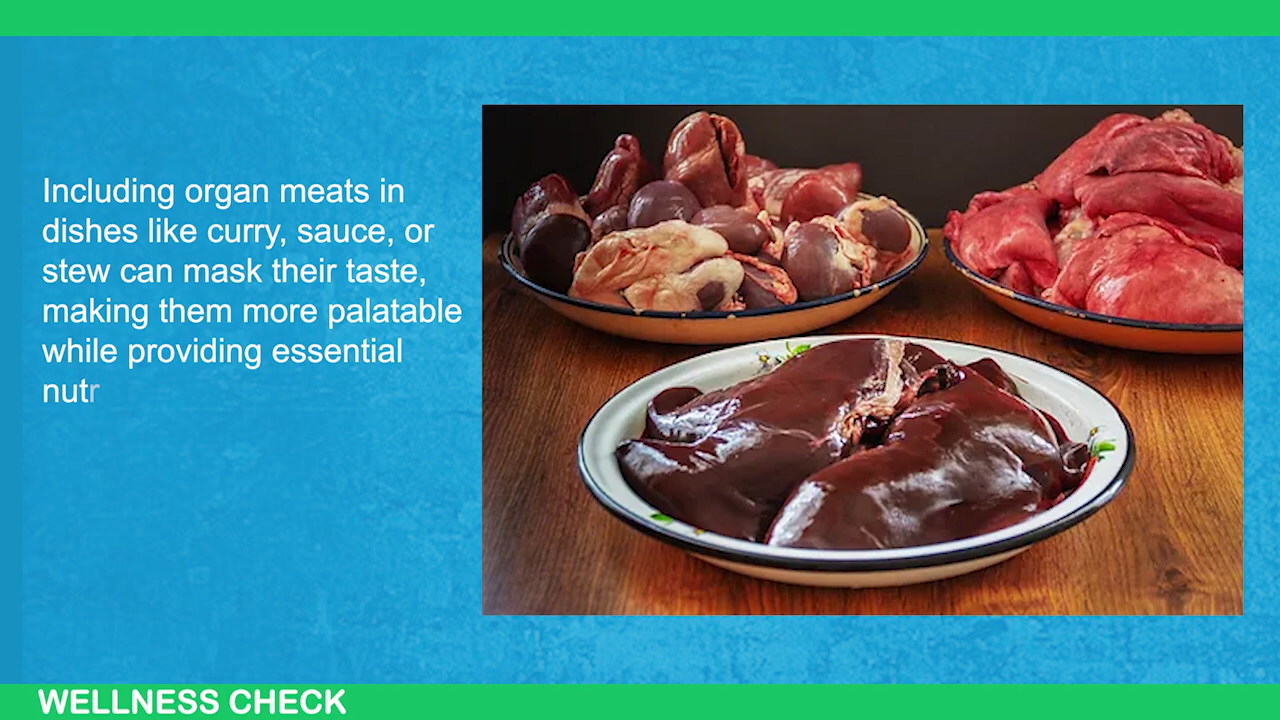 Including organ meats in
dishes like curry, sauce, or
stew can mask their taste,
making them more palatable
while providing essential
nutr
WELLNESS CHECK